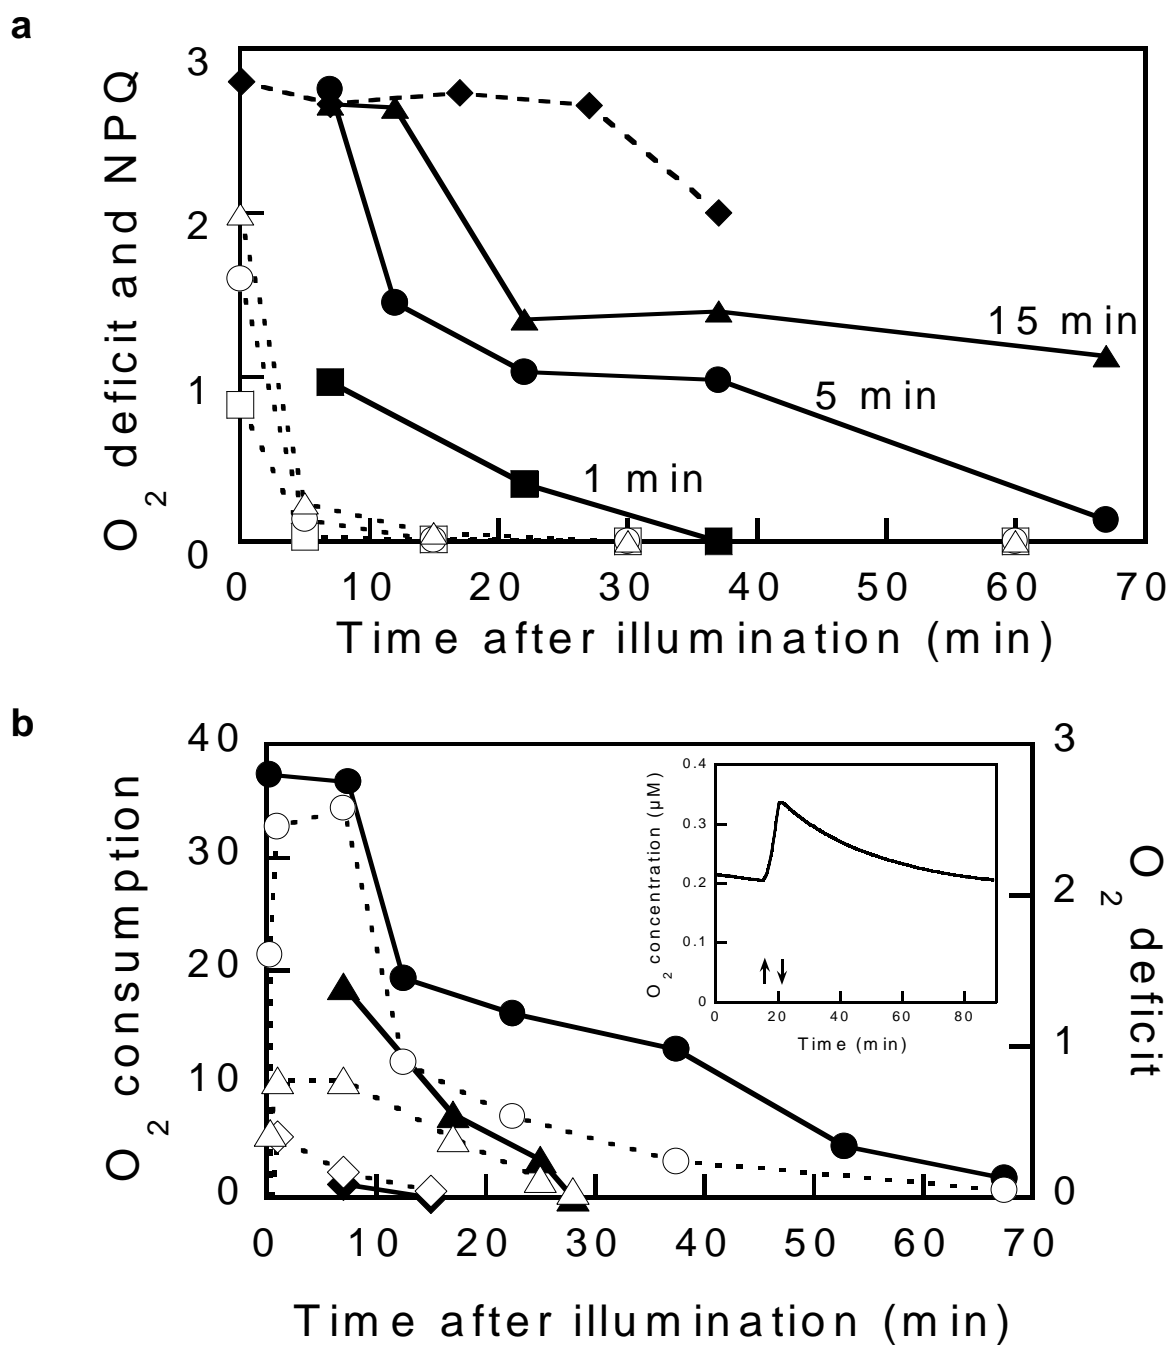 a
O2 deficit and NPQ
3
2
1
0
15 min
5 min
1 min
0 10 20 30 40 50 60 70
Time after illumination (min)
b
O2 consumption
40
30
20
10
0
O2 concentration (µM)
0.4
0.3
0.2
0.1
0
0 20 40 60 80
Time (min)
3
2
1
0
O2 deficit
0 10 20 30 40 50 60 70
Time after illumination (min)